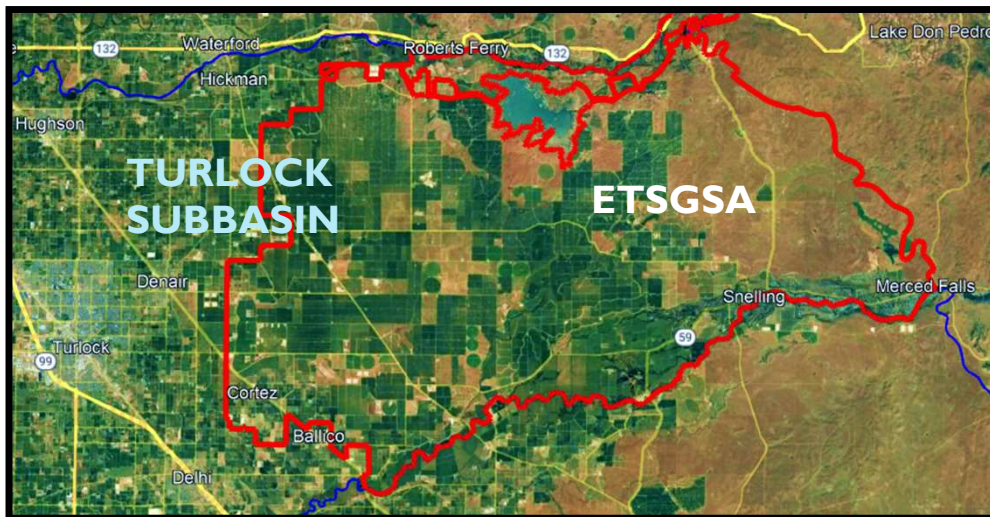 132
Waterford
Roberts Ferry
132
Lake Don Pedro
Hickman
Hughson
TURLOCK
SUBBASIN
ETSGSA
Denair
Snelling
Merced Falls
Turlock
99
59
Cortez
Ballico
Delhi